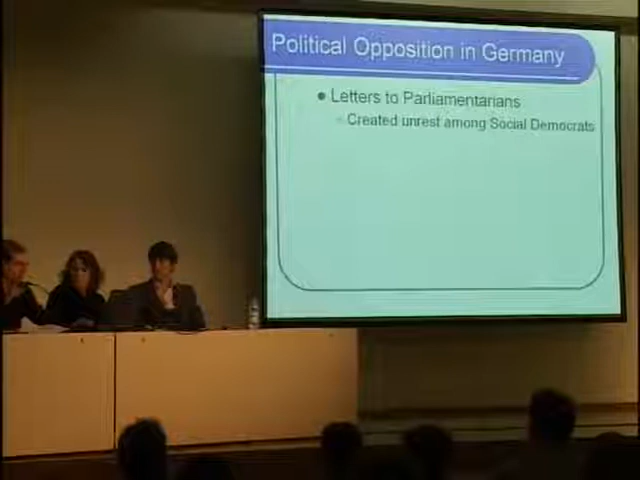 Political Opposition in Germany
Letters to Parliamentarians
Created unrest among Social Democrats